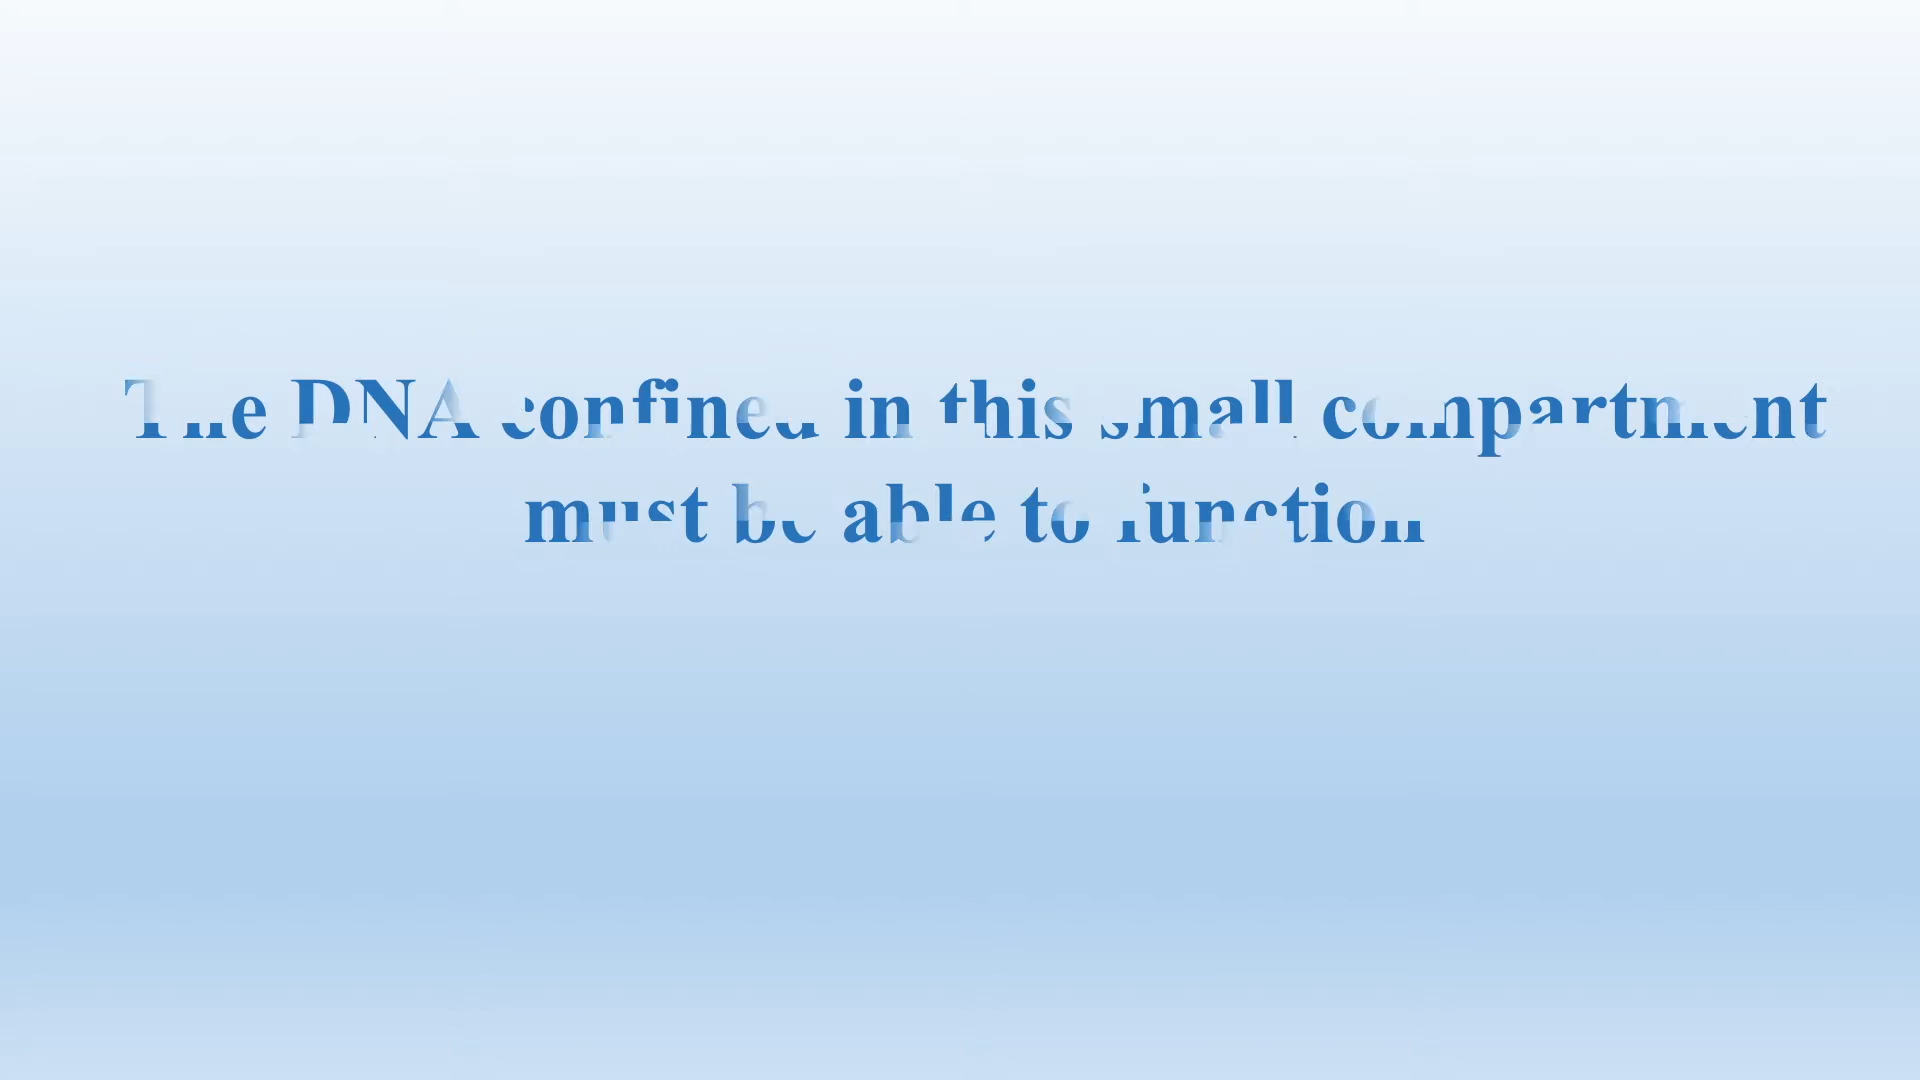 The DNA confined in this small compartment
must be able to function